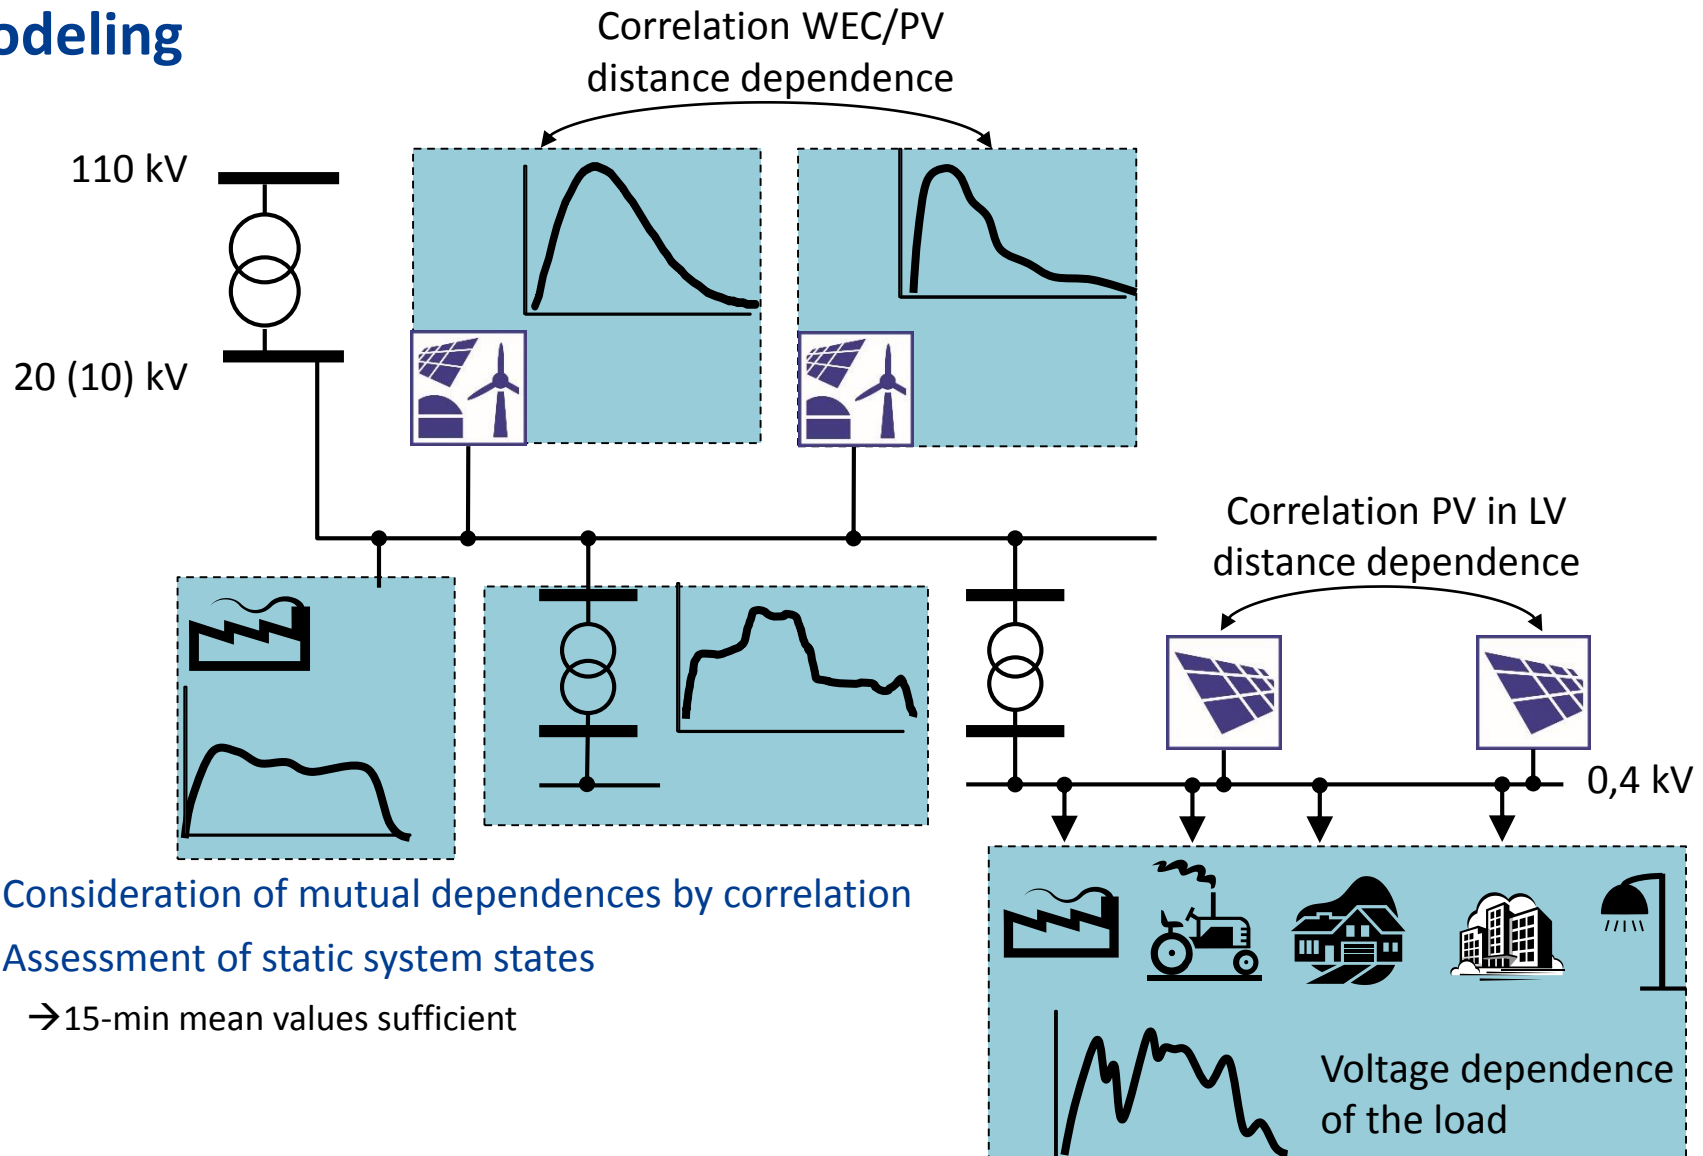 odeling
Correlation WEC/PV
distance dependence
110 kV
20 (10) kV
Correlation PV in LV
distance dependence
0,4 kV
Consideration of mutual dependences by correlation
Assessment of static system states
→15-min mean values sufficient
Voltage dependence
of the load